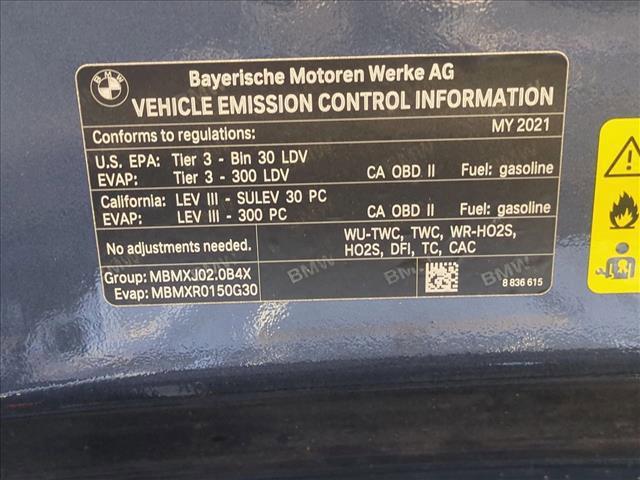 BMW
Bayerische Motoren Werke AG
VEHICLE EMISSION CONTROL INFORMATION
Conforms to regulations: MY 2021
U.S. EPA: Tier 3 - Bin 30 LDV
EVAP: Tier 3 - 300 LDV CA OBD II Fuel: gasoline
California: LEV III - SULEV 30 PC
EVAP: LEV III - 300 PC CA OBD II Fuel: gasoline
No adjustments needed.
WU-TWC, TWC, WR-HO2S,
HO2S, DFI, TC, CAC
Group: MBMXJ02.0B4X
Evap: MBMXR0150G30
8 836 615